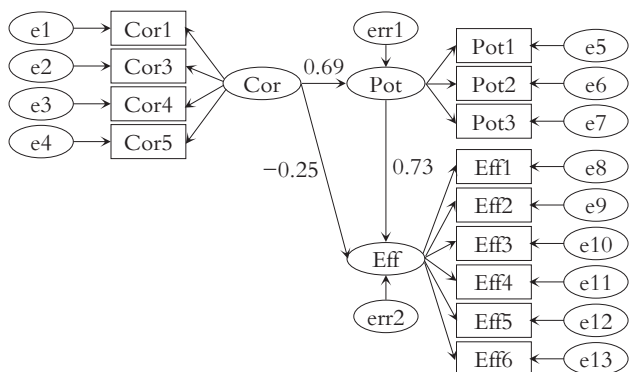 e1
Cor1
e2
Cor3
e3
Cor4
e4
Cor5
Cor
0.69
err1
Pot
Pot1
e5
Pot2
e6
Pot3
e7
−0.25
0.73
Eff
err2
Eff1
e8
Eff2
e9
Eff3
e10
Eff4
e11
Eff5
e12
Eff6
e13